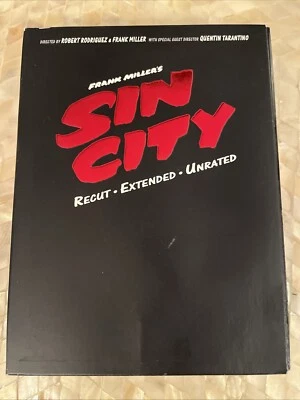 DIRECTED BY ROBERT RODRIGUEZ & FRANK MILLER WITH SPECIAL GUEST DIRECTOR QUENTIN TARANTINO
FRANK MILLER'S
SIN
CITY
RECUT • EXTENDED • UNRATED